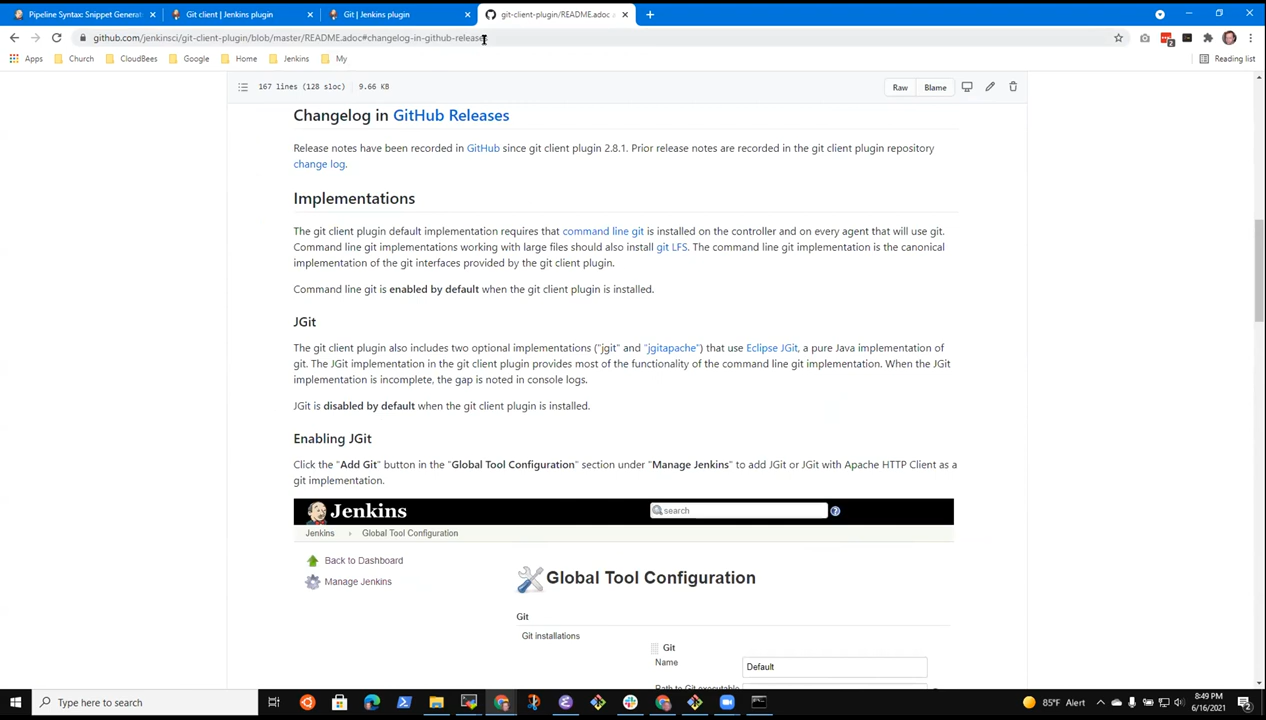 Pipeline Syntax: Snippet Generat
Git client | Jenkins plugin
Git | Jenkins plugin
git-client-plugin/README.adoc
github.com/jenkinsci/git-client-plugin/blob/master/README.adoc#changelog-in-github-releases
Apps
Church
CloudBees
Google
Home
Jenkins
My
Reading list
167 lines (128 sloc)
9.66 KB
Raw
Blame
Changelog in GitHub Releases
Release notes have been recorded in GitHub since git client plugin 2.8.1. Prior release notes are recorded in the git client plugin repository
change log.
Implementations
The git client plugin default implementation requires that command line git is installed on the controller and on every agent that will use git.
Command line git implementations working with large files should also install git LFS. The command line git implementation is the canonical
implementation of the git interfaces provided by the git client plugin.
Command line git is enabled by default when the git client plugin is installed.
JGit
The git client plugin also includes two optional implementations ("jgit" and "jgitapache") that use Eclipse JGit, a pure Java implementation of
git. The JGit implementation in the git client plugin provides most of the functionality of the command line git implementation. When the JGit
implementation is incomplete, the gap is noted in console logs.
JGit is disabled by default when the git client plugin is installed.
Enabling JGit
Click the "Add Git" button in the "Global Tool Configuration" section under "Manage Jenkins" to add JGit or JGit with Apache HTTP Client as a
git implementation.
Jenkins
search
Jenkins › Global Tool Configuration
Back to Dashboard
Manage Jenkins
Global Tool Configuration
Git
Git installations
Git
Name
Default
Path to Git executable
Type here to search
85°F Alert
8:49 PM
6/16/2021
2
2